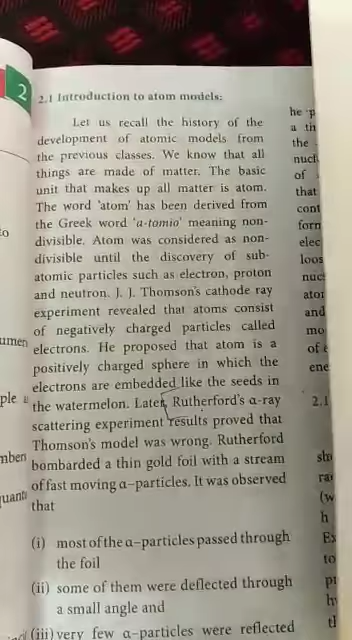 2
2.1 Introduction to atom models:
Let us recall the history of the
development of atomic models from
the previous classes. We know that all
things are made of matter. The basic
unit that makes up all matter is atom.
The word 'atom' has been derived from
the Greek word 'a-tomio' meaning non-
divisible. Atom was considered as non-
divisible until the discovery of sub-
atomic particles such as electron, proton
and neutron. J. J. Thomson's cathode ray
experiment revealed that atoms consist
of negatively charged particles called
electrons. He proposed that atom is a
positively charged sphere in which the
electrons are embedded like the seeds in
the watermelon. Later, Rutherford's α-ray
scattering experiment results proved that
Thomson's model was wrong. Rutherford
bombarded a thin gold foil with a stream
of fast moving α-particles. It was observed
that
(i) most of the α-particles passed through
the foil
(ii) some of them were deflected through
a small angle and
(iii) very few α-particles were reflected
he
a
the
of
that
and
2.1
to